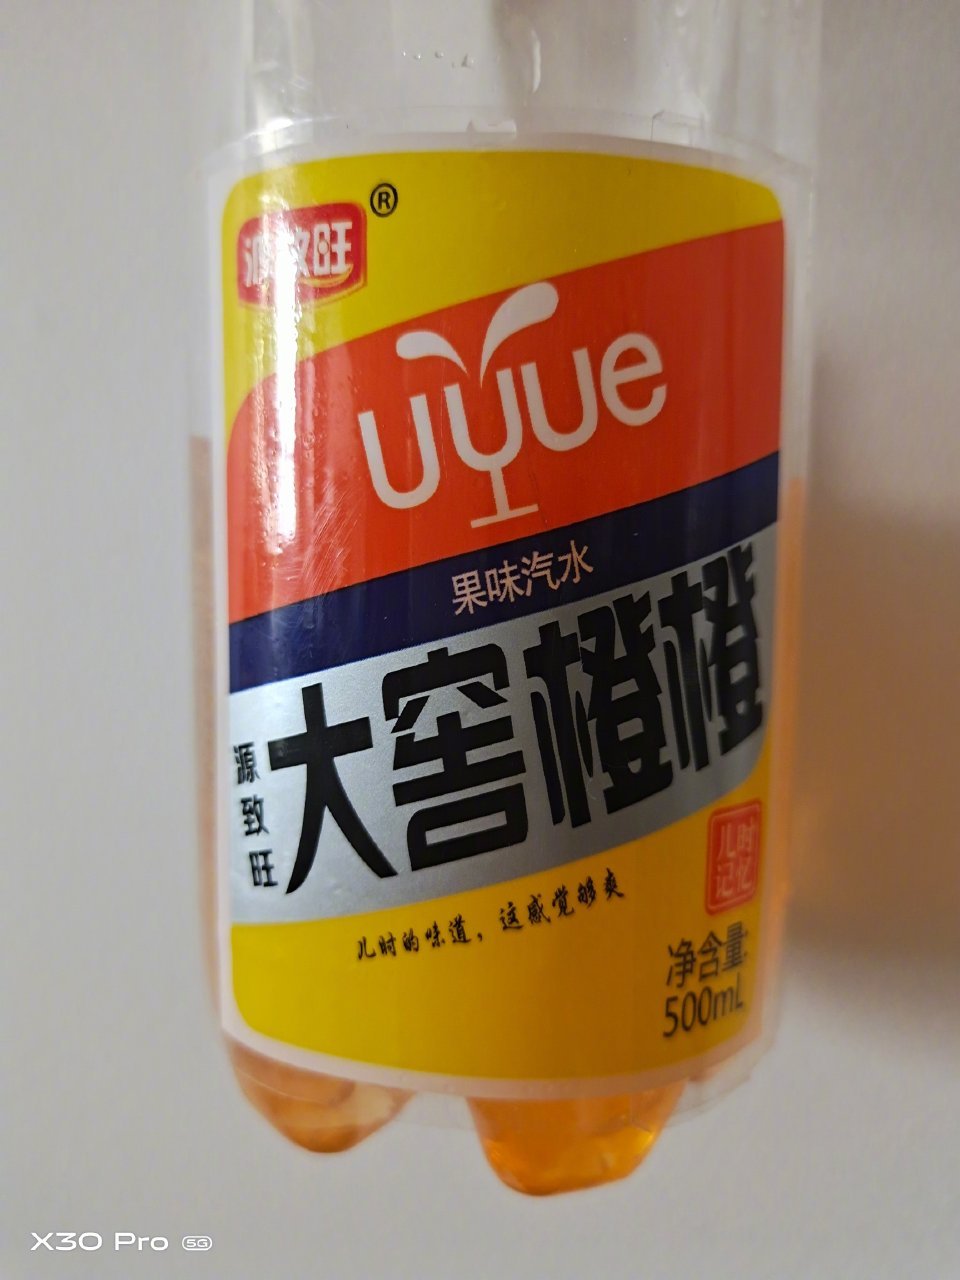 源致旺
®
uyue
果味汽水
大窖橙橙
源致旺
儿时的味道，这感觉够爽
儿时
记忆
净含量:
500mL
X30 Pro 5G